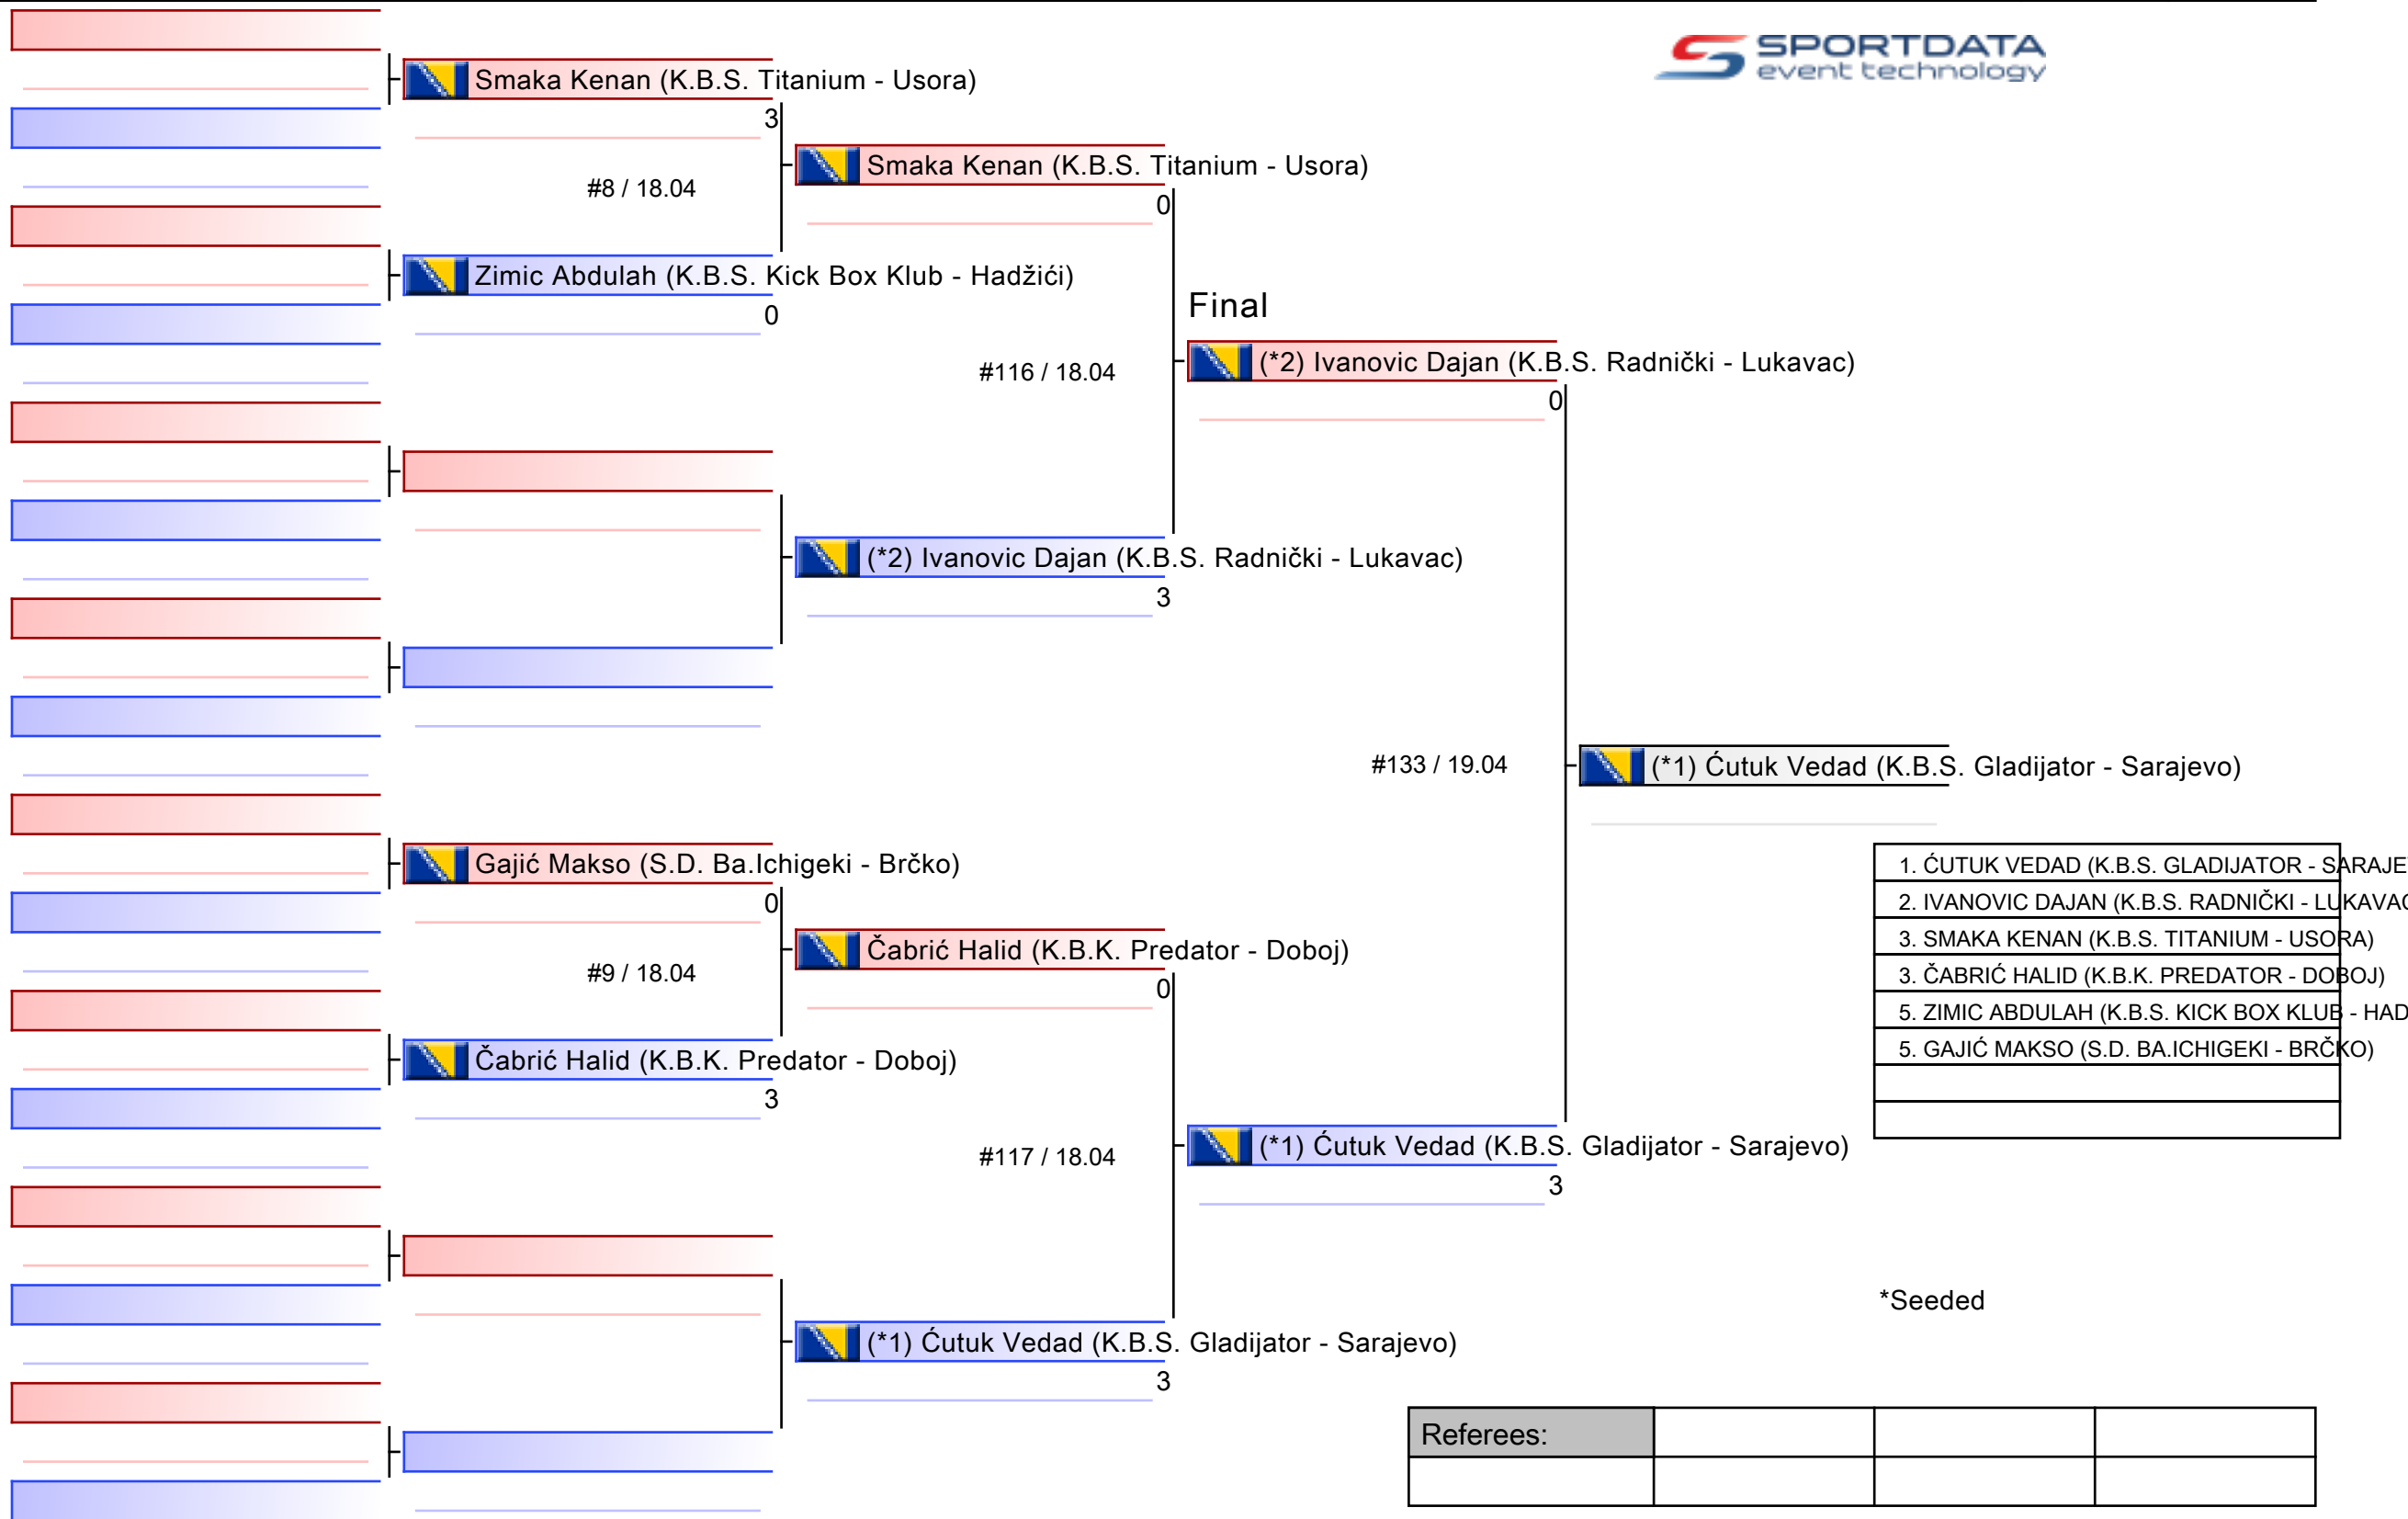 SPORTDATA
event technology
Smaka Kenan (K.B.S. Titanium - Usora)
3
Smaka Kenan (K.B.S. Titanium - Usora)
0
#8 / 18.04
Zimic Abdulah (K.B.S. Kick Box Klub - Hadžići)
0
Final
#116 / 18.04
(*2) Ivanovic Dajan (K.B.S. Radnički - Lukavac)
0
(*2) Ivanovic Dajan (K.B.S. Radnički - Lukavac)
3
#133 / 19.04
(*1) Ćutuk Vedad (K.B.S. Gladijator - Sarajevo)
Gajić Makso (S.D. Ba.Ichigeki - Brčko)
0
Čabrić Halid (K.B.K. Predator - Doboj)
0
#9 / 18.04
Čabrić Halid (K.B.K. Predator - Doboj)
3
#117 / 18.04
(*1) Ćutuk Vedad (K.B.S. Gladijator - Sarajevo)
3
(*1) Ćutuk Vedad (K.B.S. Gladijator - Sarajevo)
3
1. ĆUTUK VEDAD (K.B.S. GLADIJATOR - SARAJE
2. IVANOVIC DAJAN (K.B.S. RADNIČKI - LUKAVAC
3. SMAKA KENAN (K.B.S. TITANIUM - USORA)
3. ČABRIĆ HALID (K.B.K. PREDATOR - DOBOJ)
5. ZIMIC ABDULAH (K.B.S. KICK BOX KLUB - HAD
5. GAJIĆ MAKSO (S.D. BA.ICHIGEKI - BRČKO)
*Seeded
Referees: